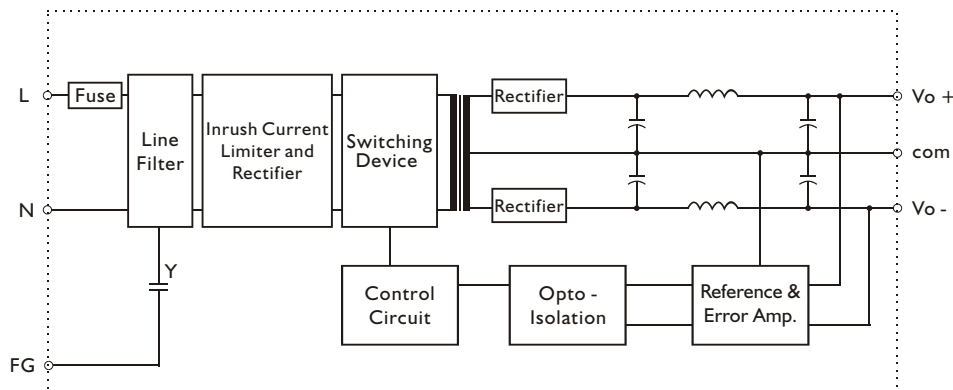 L
Fuse
Line
Filter
Inrush Current
Limiter and
Rectifier
Switching
Device
Rectifier
Vo +
com
N
Rectifier
Vo -
Y
Control
Circuit
Opto -
Isolation
Reference &
Error Amp.
FG